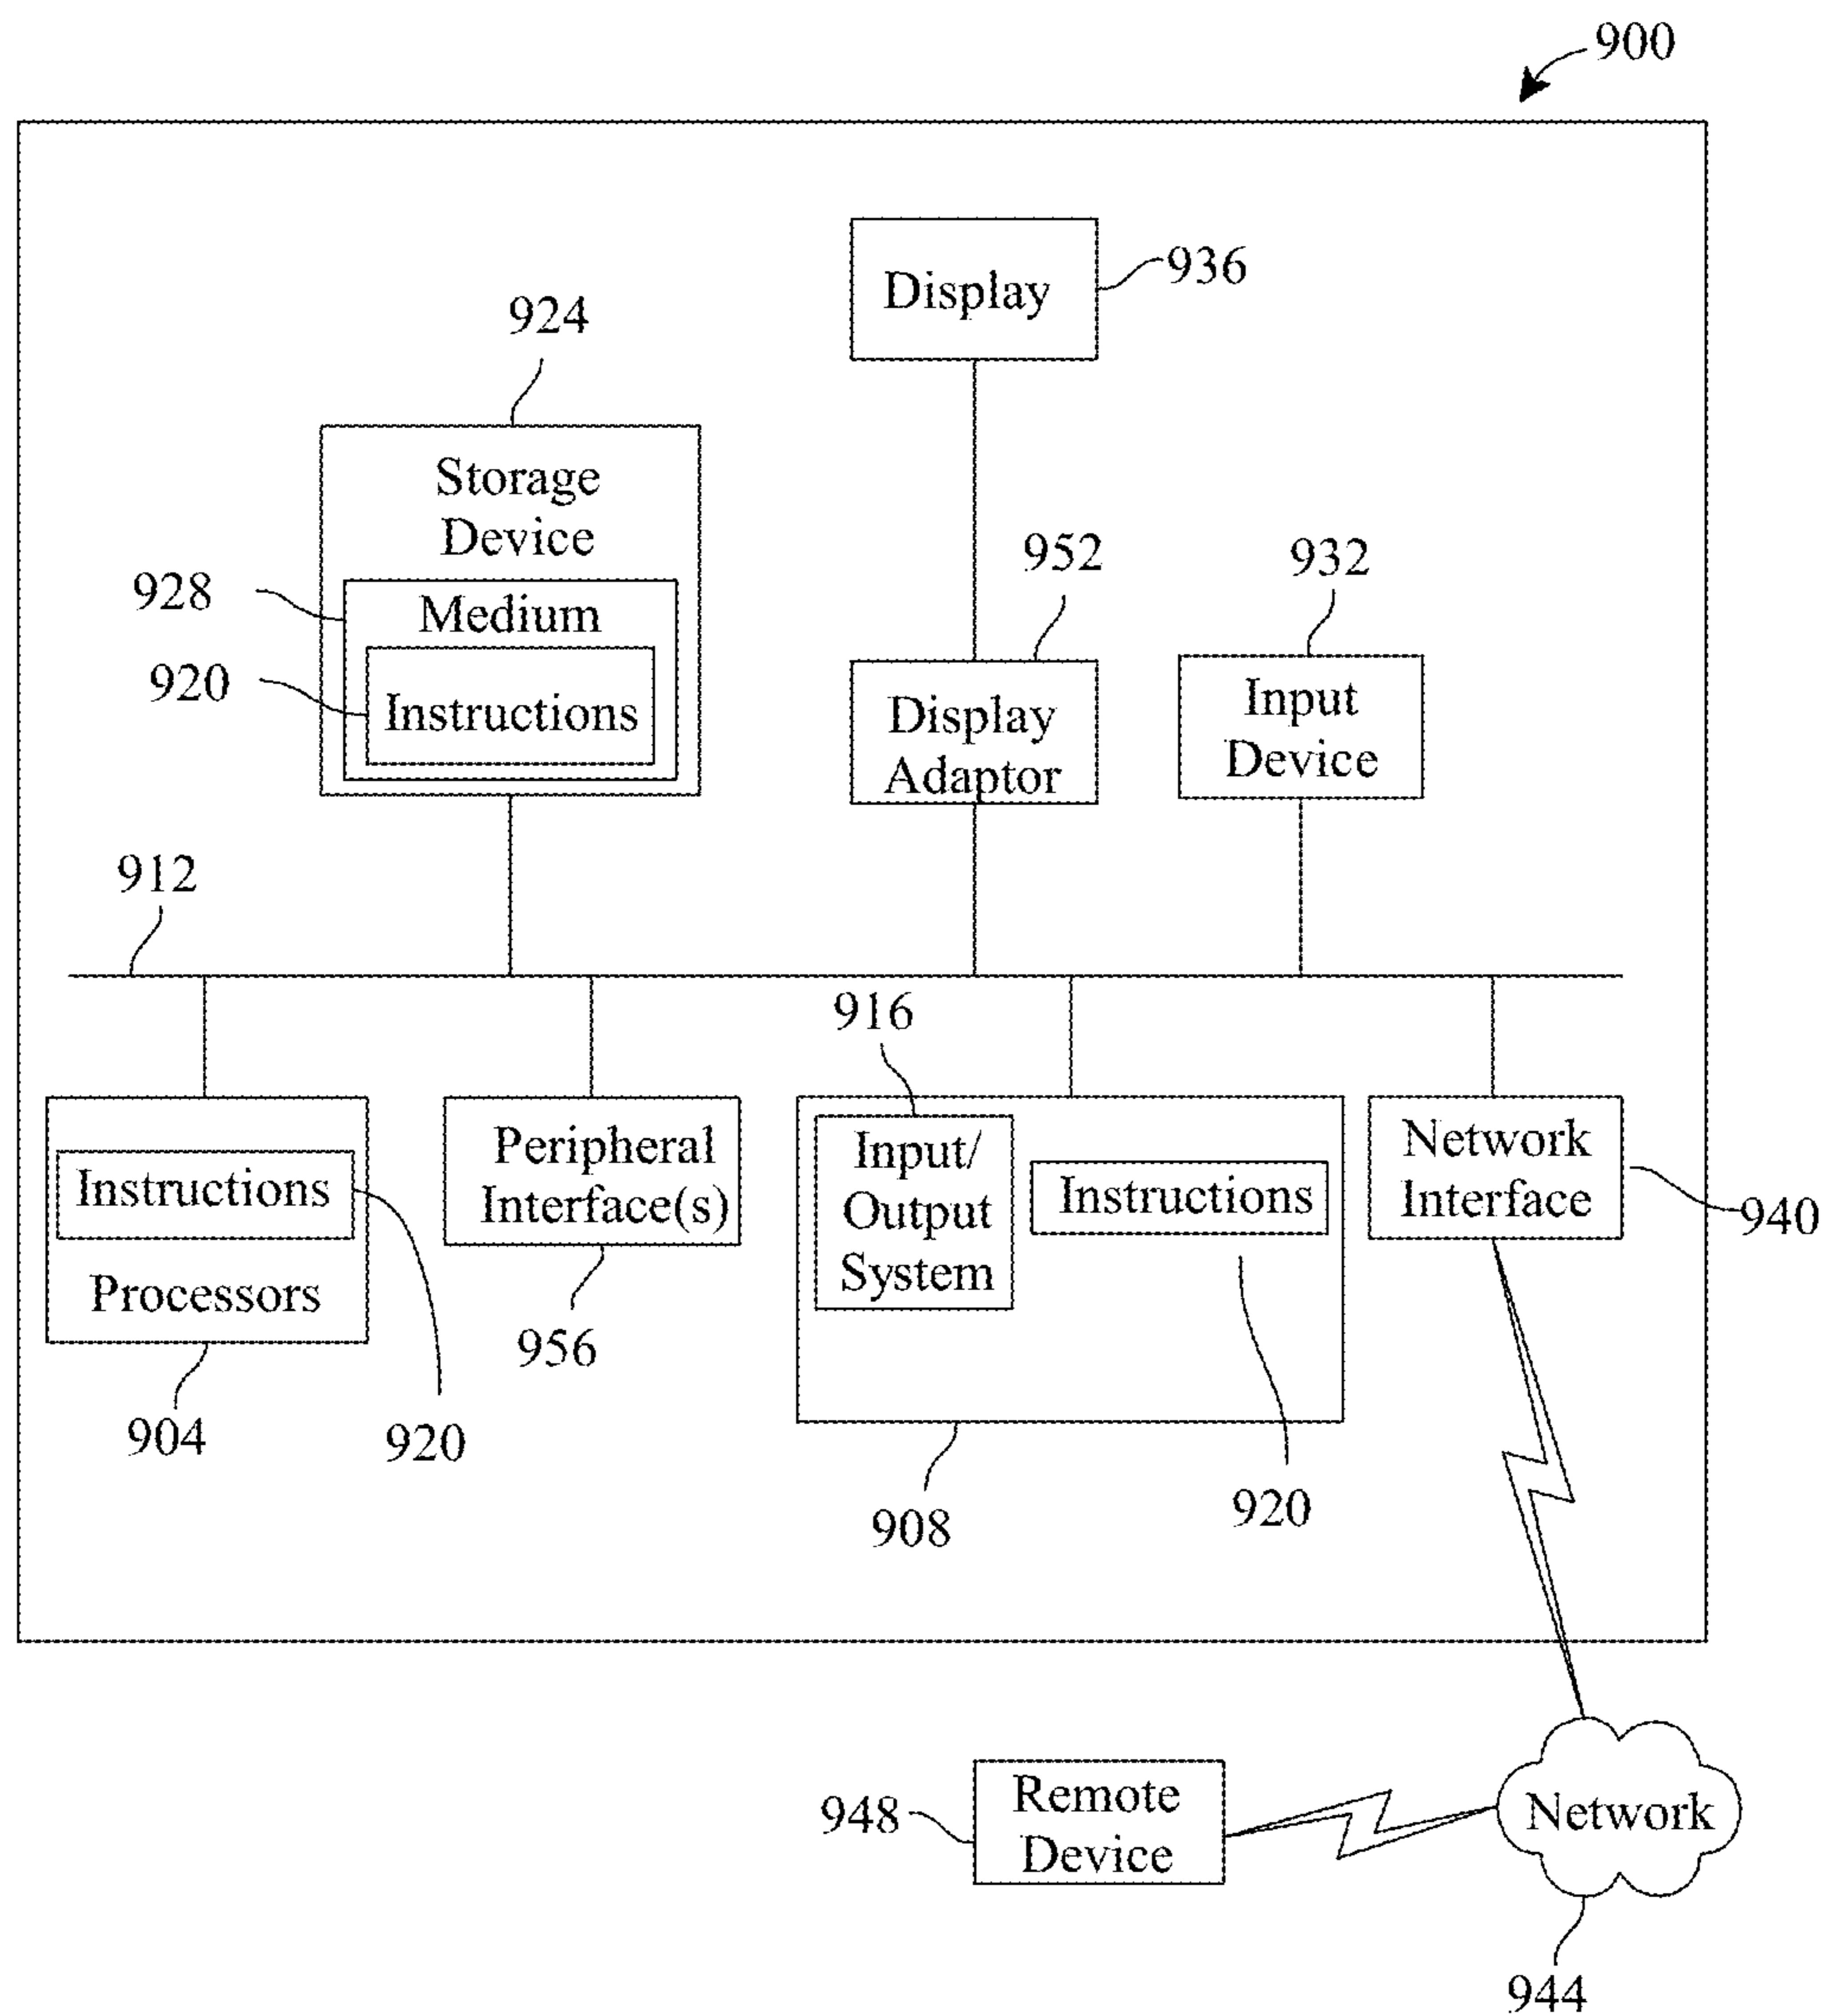 900
Display
936
924
Storage
Device
928
Medium
920
Instructions
952
Display
Adaptor
932
Input
Device
912
916
Instructions
Processors
904
920
Peripheral
Interface(s)
956
Input/
Output
System
Instructions
908
920
Network
Interface
940
948
Remote
Device
Network
944